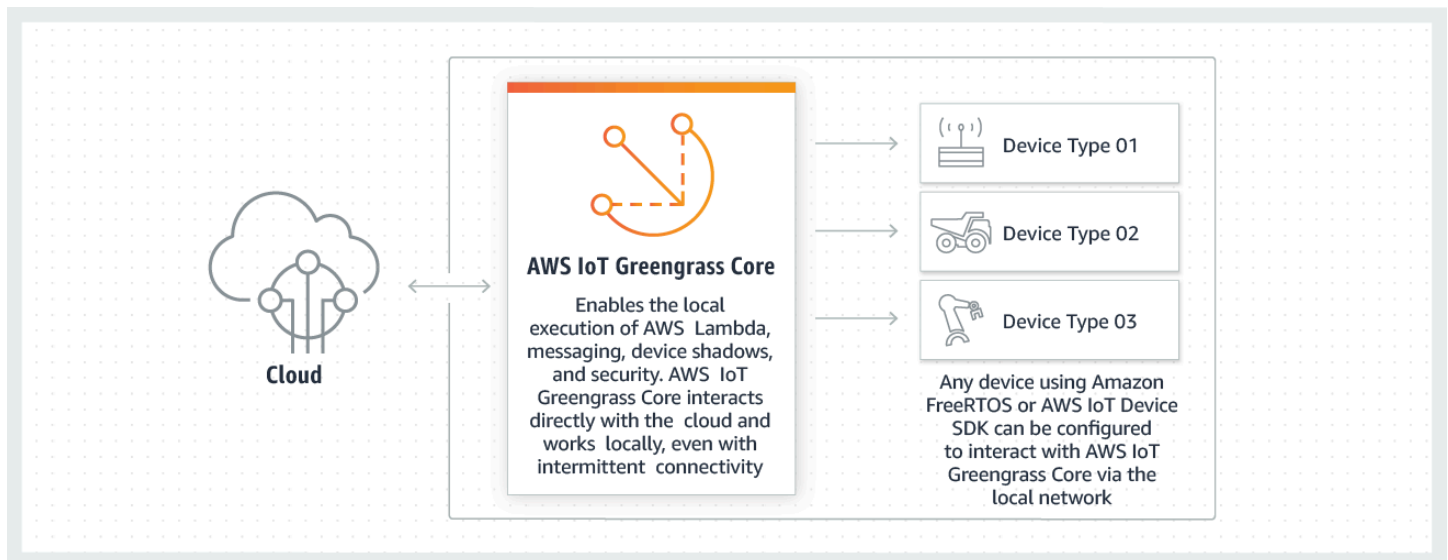 Cloud
AWS IoT Greengrass Core
Enables the local
execution of AWS Lambda,
messaging, device shadows,
and security. AWS IoT
Greengrass Core interacts
directly with the cloud and
works locally, even with
intermittent connectivity
Device Type 01
Device Type 02
Device Type 03
Any device using Amazon
FreeRTOS or AWS IoT Device
SDK can be configured
to interact with AWS IoT
Greengrass Core via the
local network